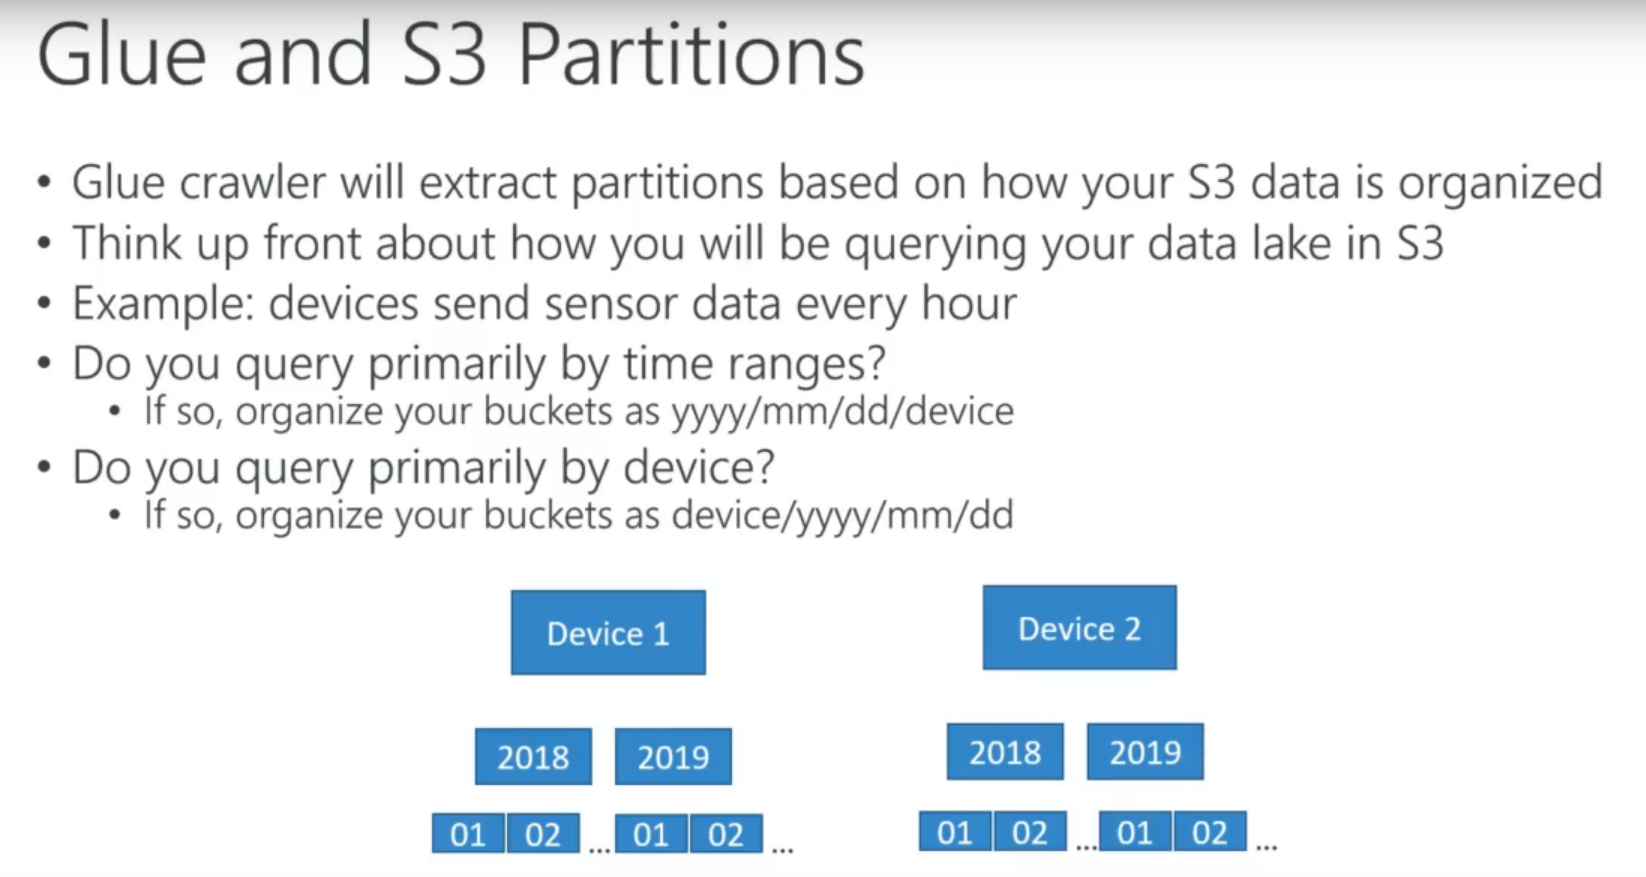 Glue and S3 Partitions
• Glue crawler will extract partitions based on how your S3 data is organized
• Think up front about how you will be querying your data lake in S3
• Example: devices send sensor data every hour
• Do you query primarily by time ranges?
• If so, organize your buckets as yyyy/mm/dd/device
• Do you query primarily by device?
• If so, organize your buckets as device/yyyy/mm/dd
Device 1 Device 2
2018 2019 2018 2019
01 02 ... 01 02 ... 01 02 ... 01 02 ...